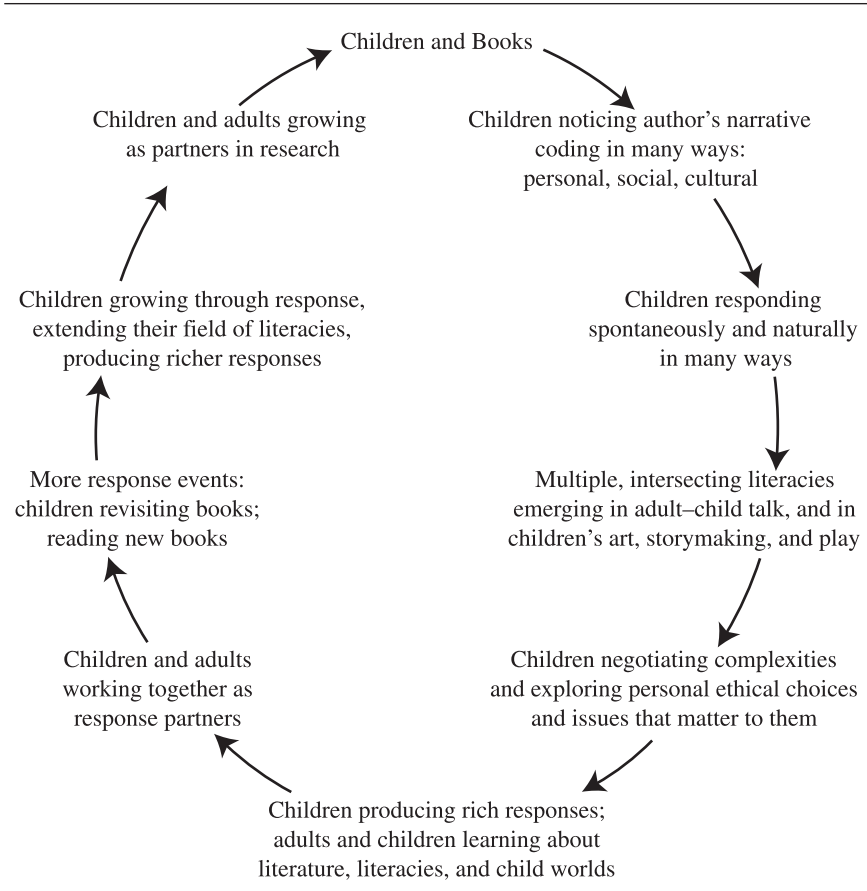 Children and Books
Children noticing author’s narrative
coding in many ways:
personal, social, cultural
Children responding
spontaneously and naturally
in many ways
Multiple, intersecting literacies
emerging in adult–child talk, and in
children’s art, storymaking, and play
Children negotiating complexities
and exploring personal ethical choices
and issues that matter to them
Children producing rich responses;
adults and children learning about
literature, literacies, and child worlds
Children and adults
working together as
response partners
More response events:
children revisiting books;
reading new books
Children growing through response,
extending their field of literacies,
producing richer responses
Children and adults growing
as partners in research